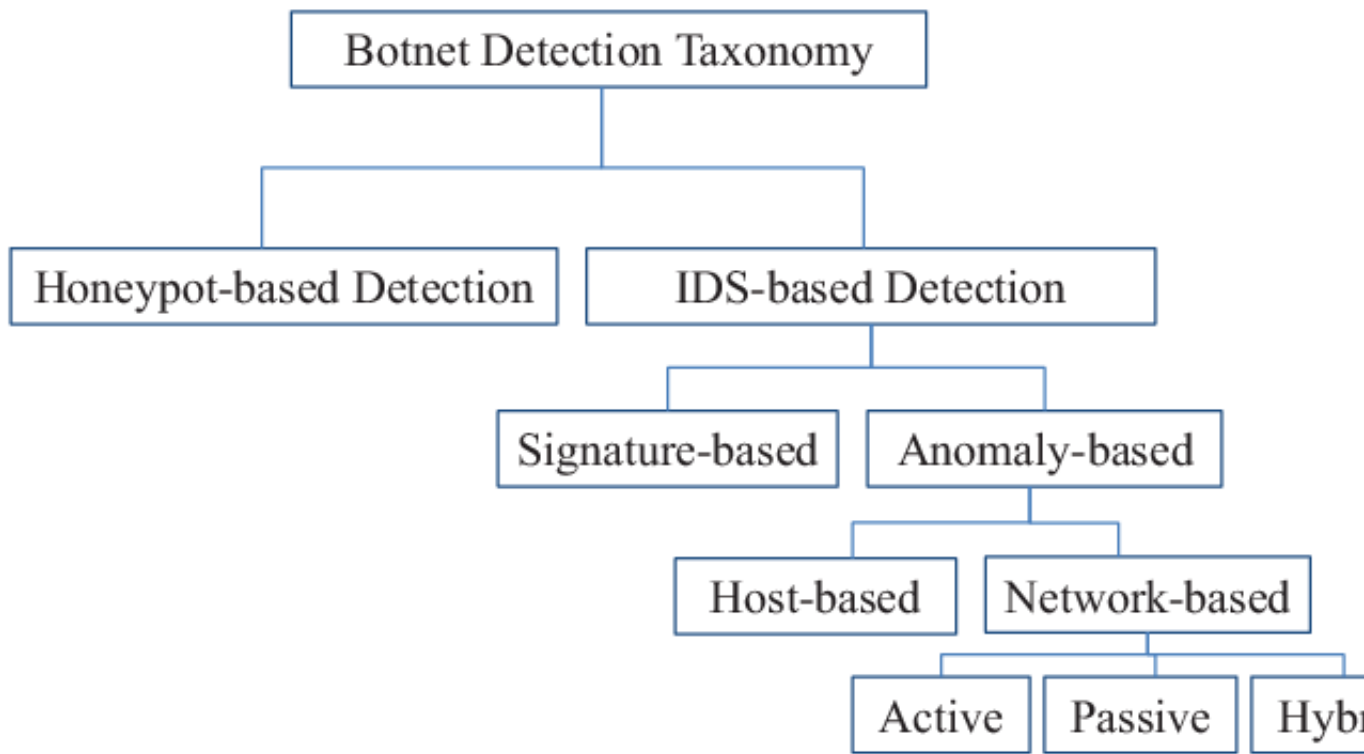 Botnet Detection Taxonomy
Honeypot-based Detection
IDS-based Detection
Signature-based
Anomaly-based
Host-based
Network-based
Active
Passive